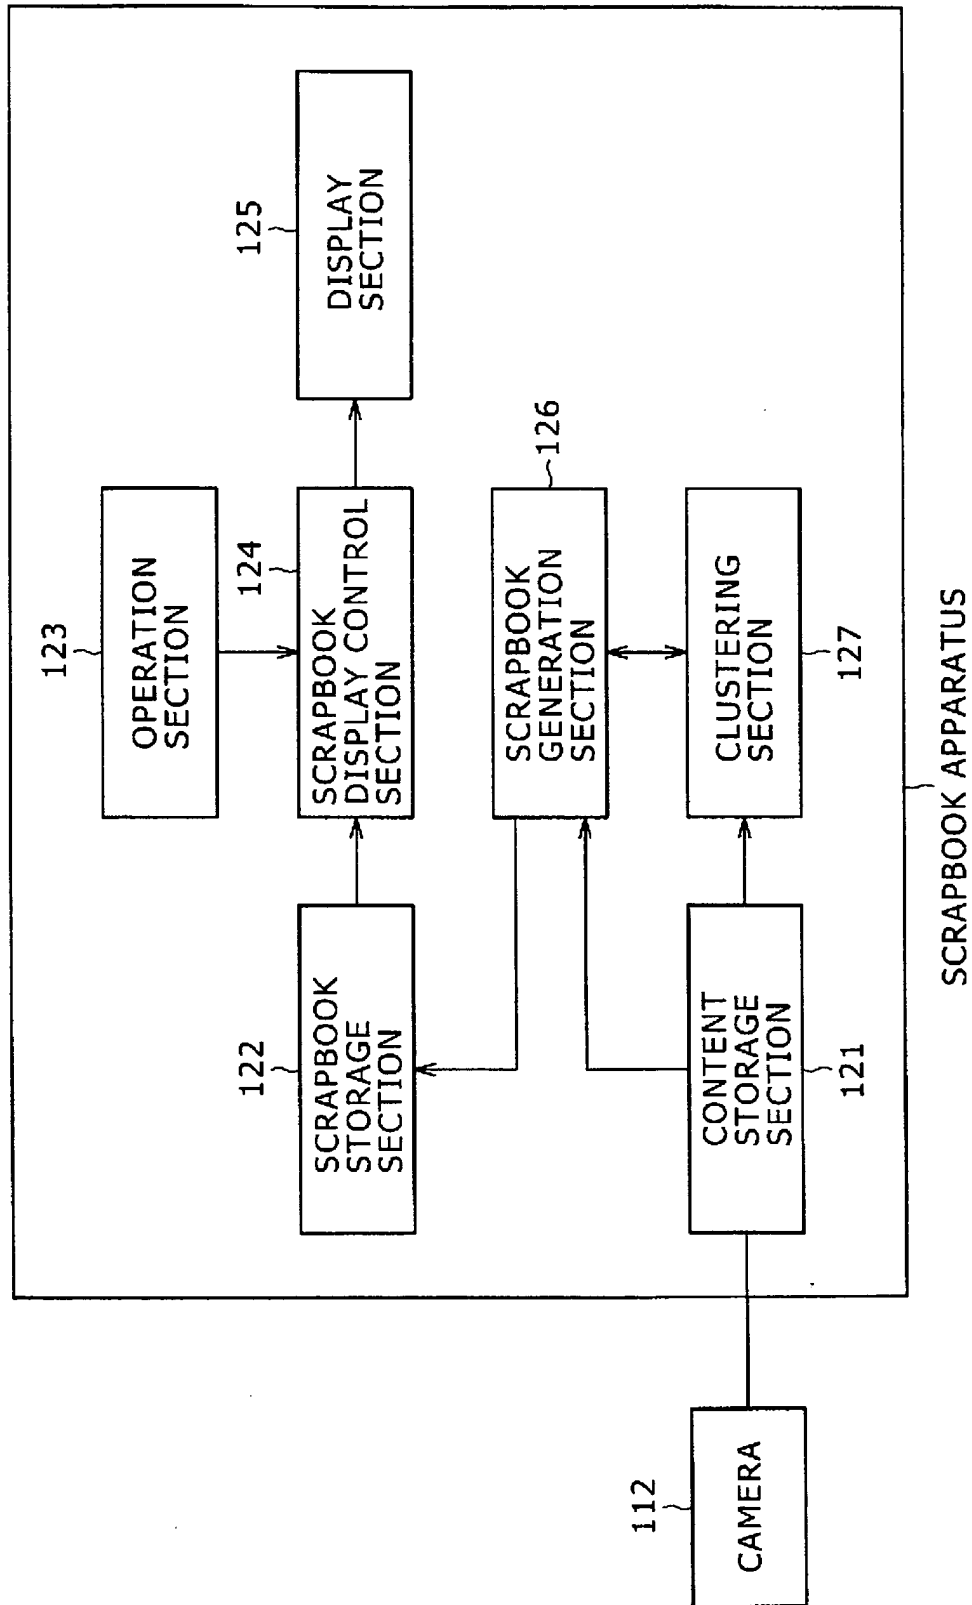 123
OPERATION
SECTION
122
SCRAPBOOK
STORAGE
SECTION
124
SCRAPBOOK
DISPLAY CONTROL
SECTION
125
DISPLAY
SECTION
126
SCRAPBOOK
GENERATION
SECTION
112
CAMERA
CONTENT
STORAGE
SECTION
121
CLUSTERING
SECTION
127
SCRAPBOOK APPARATUS